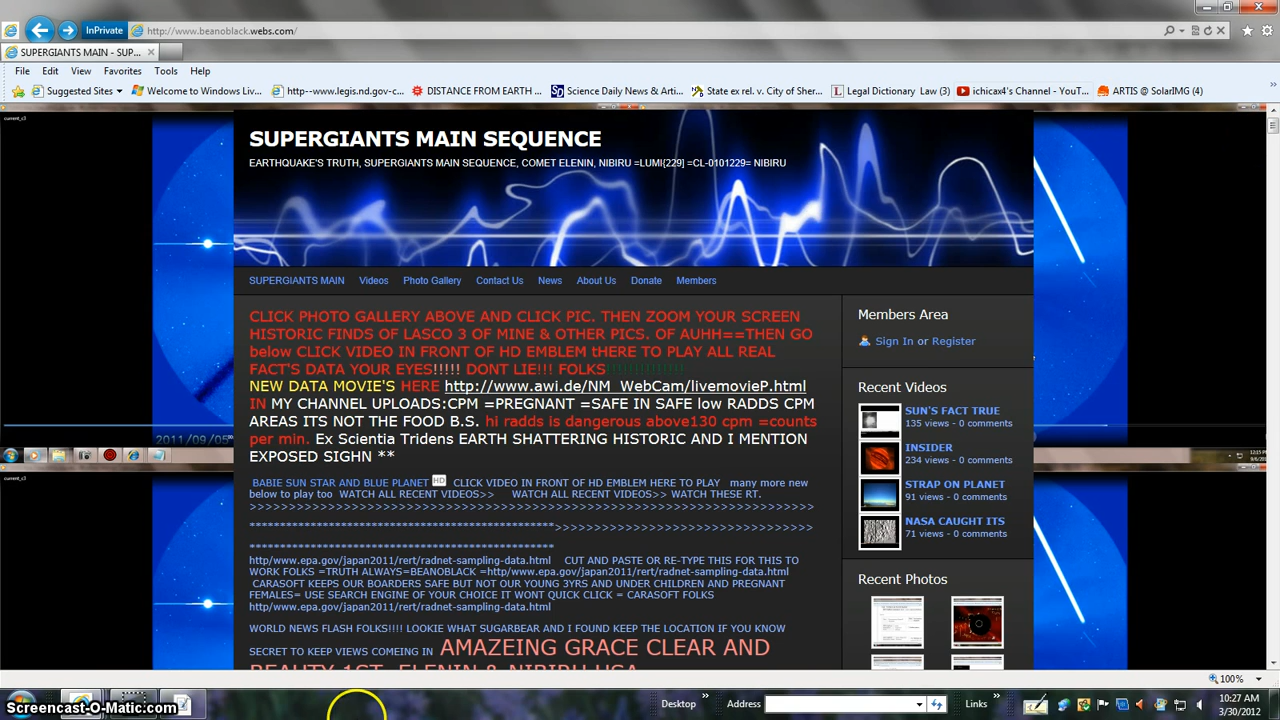 InPrivate
http://www.beanoblack.webs.com/
SUPERGIANTS MAIN - SUP...
File Edit View Favorites Tools Help
Suggested Sites
Welcome to Windows Liv...
http--www.legis.nd.gov-c...
DISTANCE FROM EARTH ...
Science Daily News & Arti...
State ex rel. v. City of Sher...
Legal Dictionary Law (3)
ichicax4's Channel - YouT...
ARTIS @ SolarIMG (4)
current_c3
SUPERGIANTS MAIN SEQUENCE
EARTHQUAKE'S TRUTH, SUPERGIANTS MAIN SEQUENCE, COMET ELENIN, NIBIRU =LUMI[229] =CL-0101229= NIBIRU
SUPERGIANTS MAIN Videos Photo Gallery Contact Us News About Us Donate Members
CLICK PHOTO GALLERY ABOVE AND CLICK PIC. THEN ZOOM YOUR SCREEN
HISTORIC FINDS OF LASCO 3 OF MINE & OTHER PICS. OF AUHH==THEN GO
below CLICK VIDEO IN FRONT OF HD EMBLEM tHERE TO PLAY ALL REAL
FACT'S DATA YOUR EYES!!!!! DONT LIE!!! FOLKS!!!!!!!!!!!!!!
NEW DATA MOVIE'S HERE http://www.awi.de/NM_WebCam/livemovieP.html
IN MY CHANNEL UPLOADS:CPM =PREGNANT =SAFE IN SAFE low RADDS CPM
AREAS ITS NOT THE FOOD B.S. hi radds is dangerous above130 cpm =counts
per min. Ex Scientia Tridens EARTH SHATTERING HISTORIC AND I MENTION
EXPOSED SIGHN **
BABIE SUN STAR AND BLUE PLANET HD CLICK VIDEO IN FRONT OF HD EMBLEM HERE TO PLAY many more new
below to play too WATCH ALL RECENT VIDEOS>> WATCH ALL RECENT VIDEOS>> WATCH THESE RT.
http/www.epa.gov/japan2011/rert/radnet-sampling-data.html CUT AND PASTE OR RE-TYPE THIS FOR THIS TO
WORK FOLKS =TRUTH ALWAYS=BEANOBLACK =http/www.epa.gov/japan2011/rert/radnet-sampling-data.html
CARASOFT KEEPS OUR BOARDERS SAFE BUT NOT OUR YOUNG 3YRS AND UNDER CHILDREN AND PREGNANT
FEMALES= USE SEARCH ENGINE OF YOUR CHOICE IT WONT QUICK CLICK = CARASOFT FOLKS
http/www.epa.gov/japan2011/rert/radnet-sampling-data.html
WORLD NEWS FLASH FOLKS!!!! LOOKIE WHAT SUGARBEAR AND I FOUND KEEP THE LOCATION IF YOU KNOW
SECRET TO KEEP VIEWS COMEING IN AMAZEING GRACE CLEAR AND
Members Area
Sign In or Register
Recent Videos
SUN'S FACT TRUE
135 views - 0 comments
INSIDER
234 views - 0 comments
STRAP ON PLANET
91 views - 0 comments
NASA CAUGHT ITS
71 views - 0 comments
Recent Photos
2011/09/05
12:15 PM
current_c3
100%
Screencast-O-Matic.com
Desktop
Address
Links
10:27 AM
3/30/2012